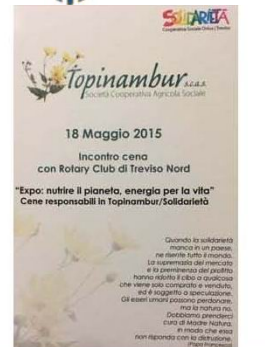 SOLIDARIETÀ
Cooperativa Sociale Onlus | Treviso
Topinambur s.c.a.s.
Società Cooperativa Agricola Sociale
18 Maggio 2015
Incontro cena
con Rotary Club di Treviso Nord
"Expo: nutrire il pianeta, energia per la vita"
Cene responsabili in Topinambur/Solidarietà
Quando la solidarietà
manca in un paese,
ne risente tutto il mondo.
La supremazia del mercato
e la preminenza del profitto
hanno ridotto il cibo a qualcosa
che viene solo comprato e venduto,
ed è soggetto a speculazione.
Gli esseri umani possono perdonare,
ma la natura no.
Dobbiamo prenderci
cura di Madre Natura,
in modo che essa
non risponda con la distruzione.
(Papa Francesco)